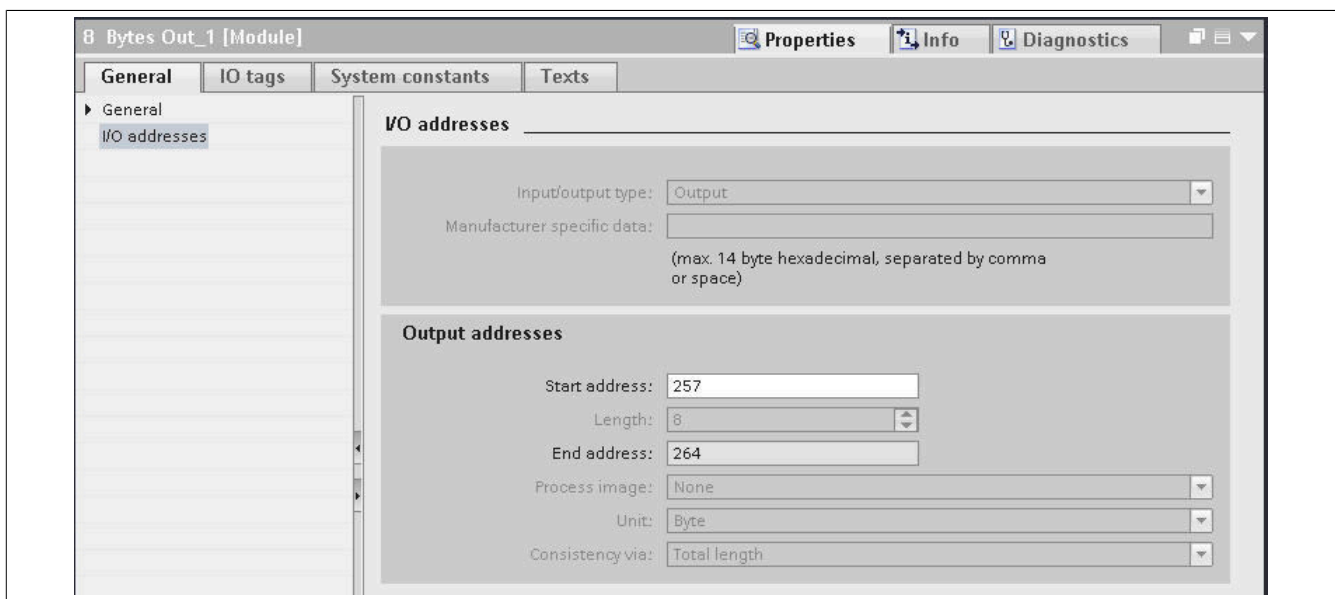 8 Bytes Out_1 [Module]
Properties
Info
Diagnostics
General
IO tags
System constants
Texts
General
I/O addresses
I/O addresses
Input/output type: Output
Manufacturer specific data:
(max. 14 byte hexadecimal, separated by comma
or space)
Output addresses
Start address: 257
Length: 8
End address: 264
Process image: None
Unit: Byte
Consistency via: Total length